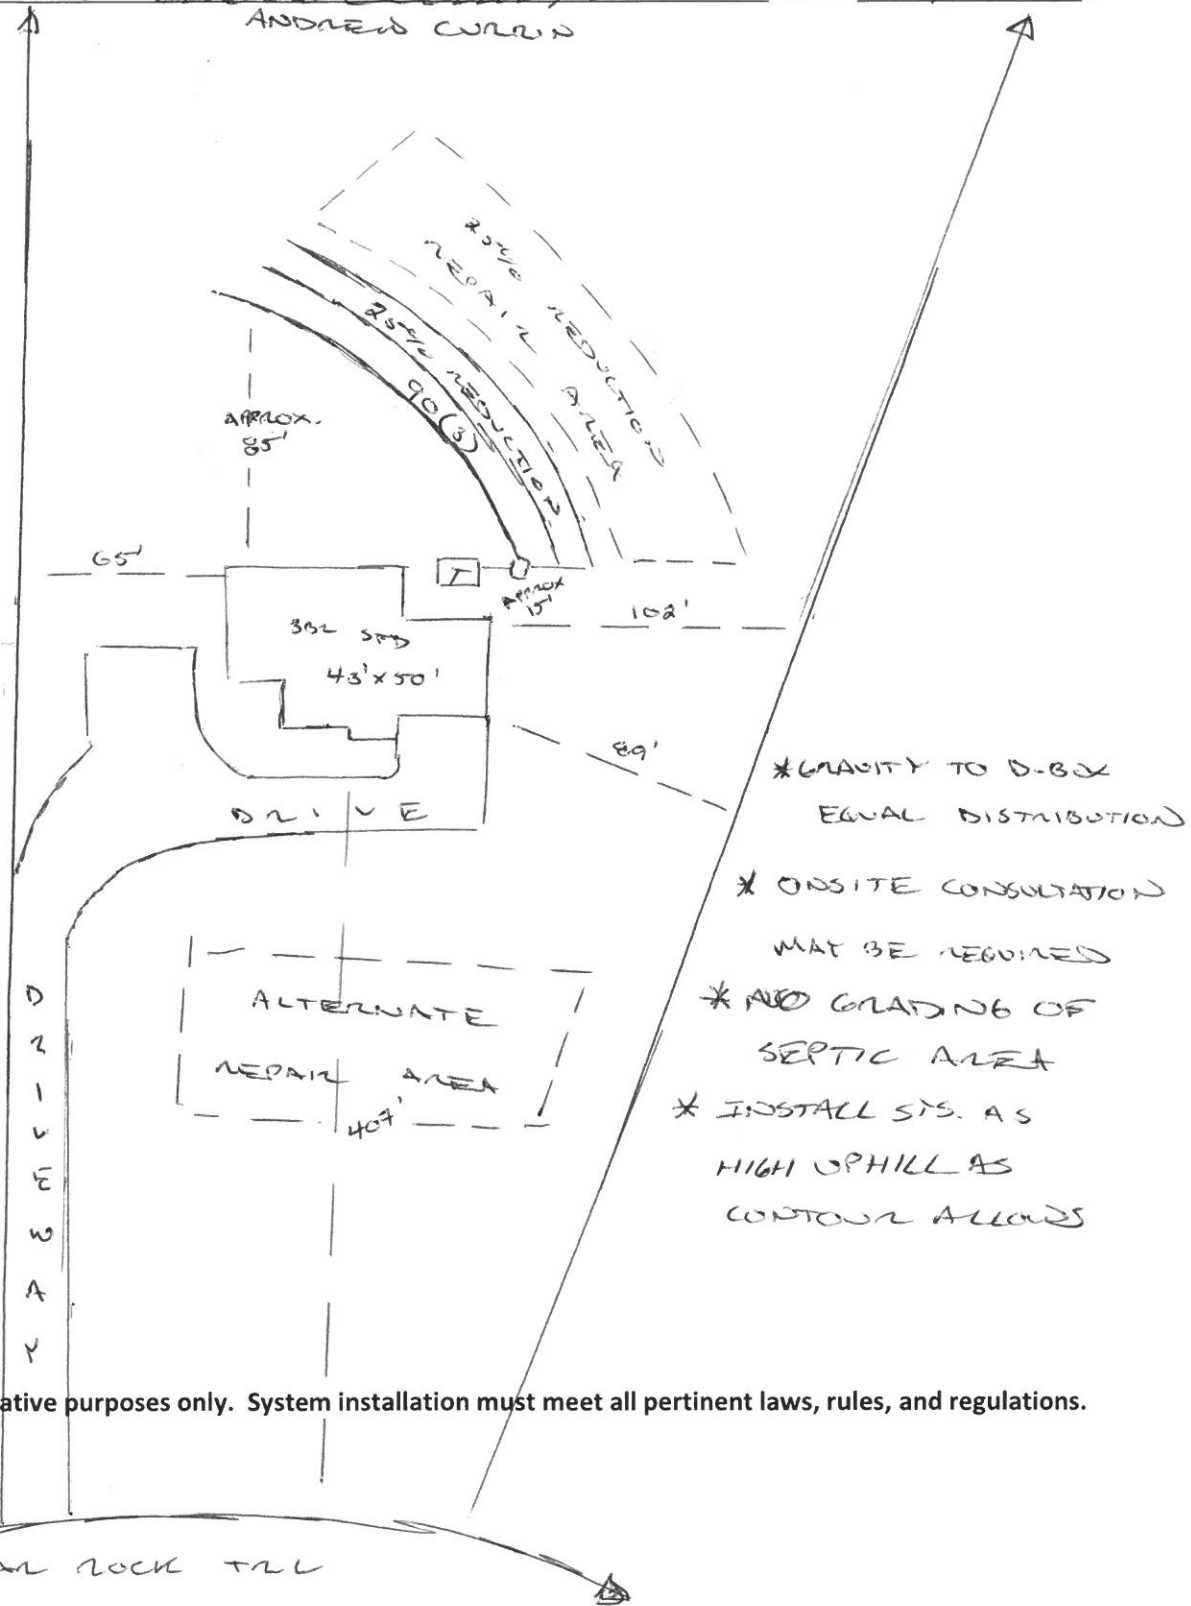 ANDREW CURRIN
25% REDUCTION
REPAIR AREA
25% REDUCTION
90(3)
APPROX.
85'
65'
T
APPROX
15'
102'
3BR SFD
43'x50'
89'
*GRAVITY TO D-BOX
EQUAL DISTRIBUTION
DRIVE
* ONSITE CONSULTATION
MAY BE REQUIRED
* NO GRADING OF
SEPTIC AREA
* INSTALL SYS. AS
HIGH UPHILL AS
CONTOUR ALLOWS
ALTERNATE
REPAIR AREA
407'
DRIVEWAY
ative purposes only. System installation must meet all pertinent laws, rules, and regulations.
ROCK TRL